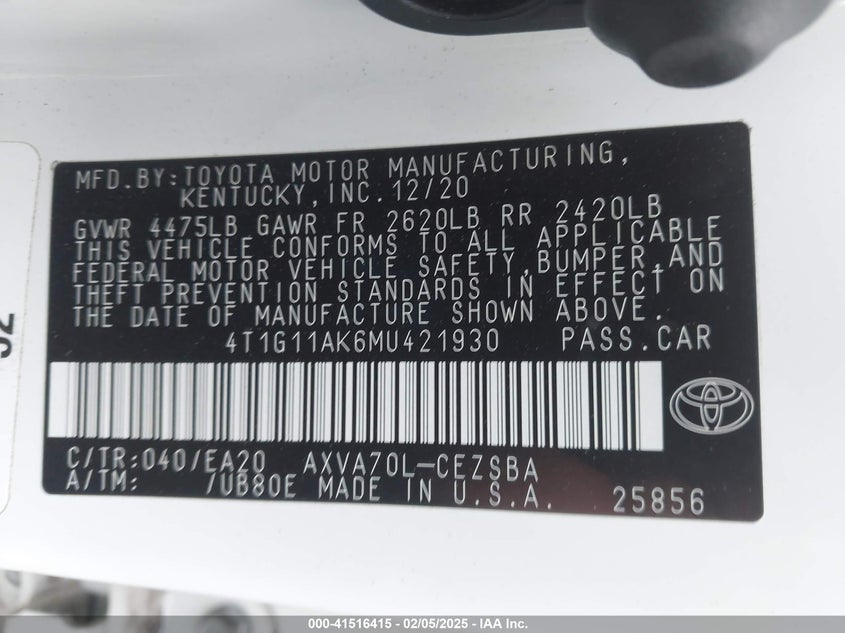 MFD.BY:TOYOTA MOTOR MANUFACTURING,
KENTUCKY,INC.12/20
GVWR 4475LB GAWR FR 2620LB RR 2420LB
THIS VEHICLE CONFORMS TO ALL APPLICABLE
FEDERAL MOTOR VEHICLE SAFETY,BUMPER,AND
THEFT PREVENTION STANDARDS IN EFFECT ON
THE DATE OF MANUFACTURE SHOWN ABOVE.
4T1G11AK6MU421930 PASS.CAR
C/TR:040/EA20 AXVA70L-CEZSBA
A/TM: /UB80E MADE IN U.S.A. 25856
000-41516415 — 02/05/2025 — IAA Inc.